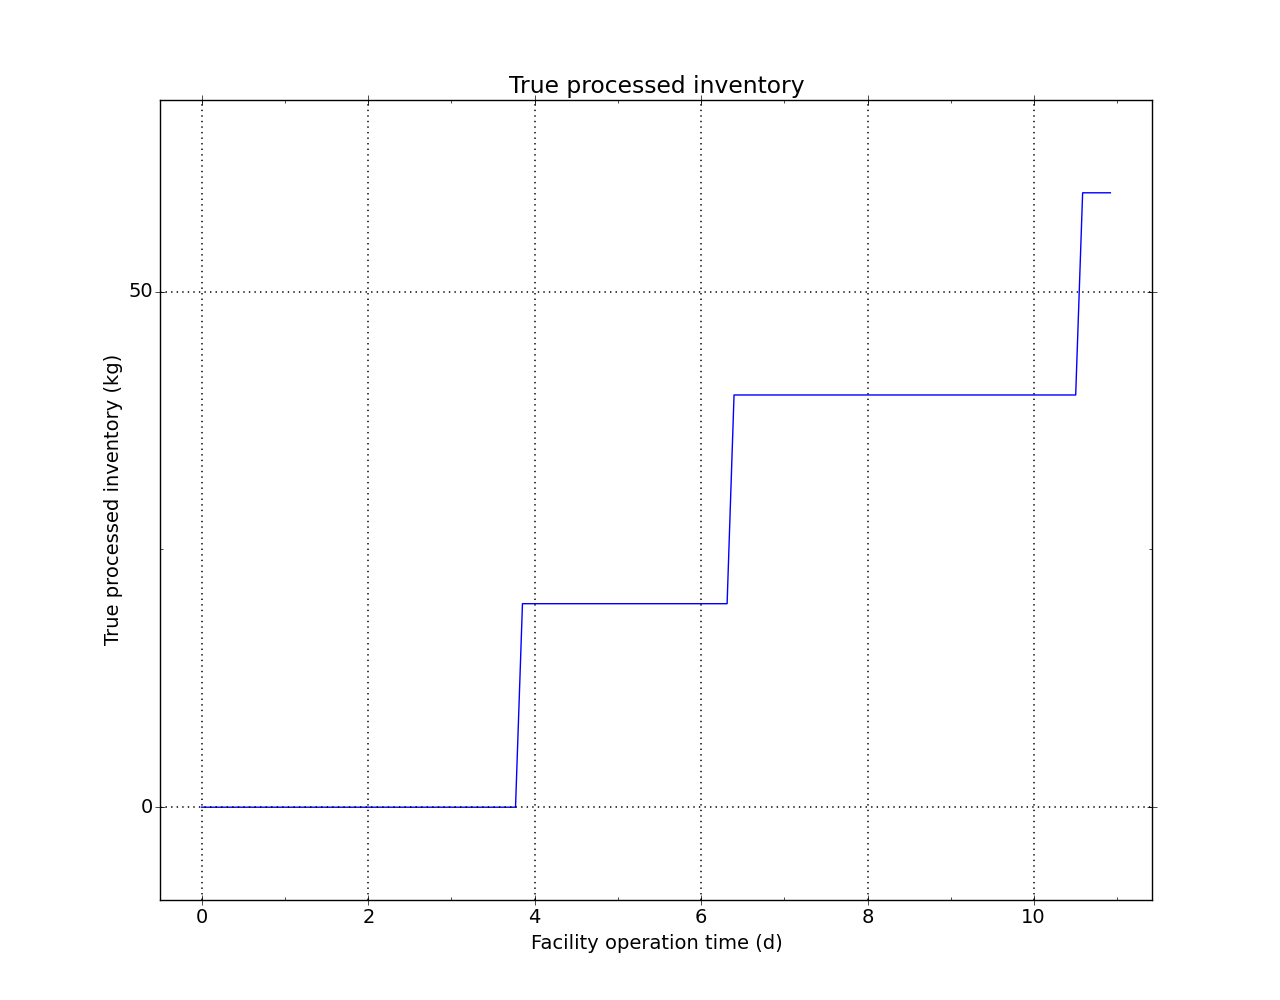 True processed inventory
50
0
True processed inventory (kg)
0 2 4 6 8 10
Facility operation time (d)